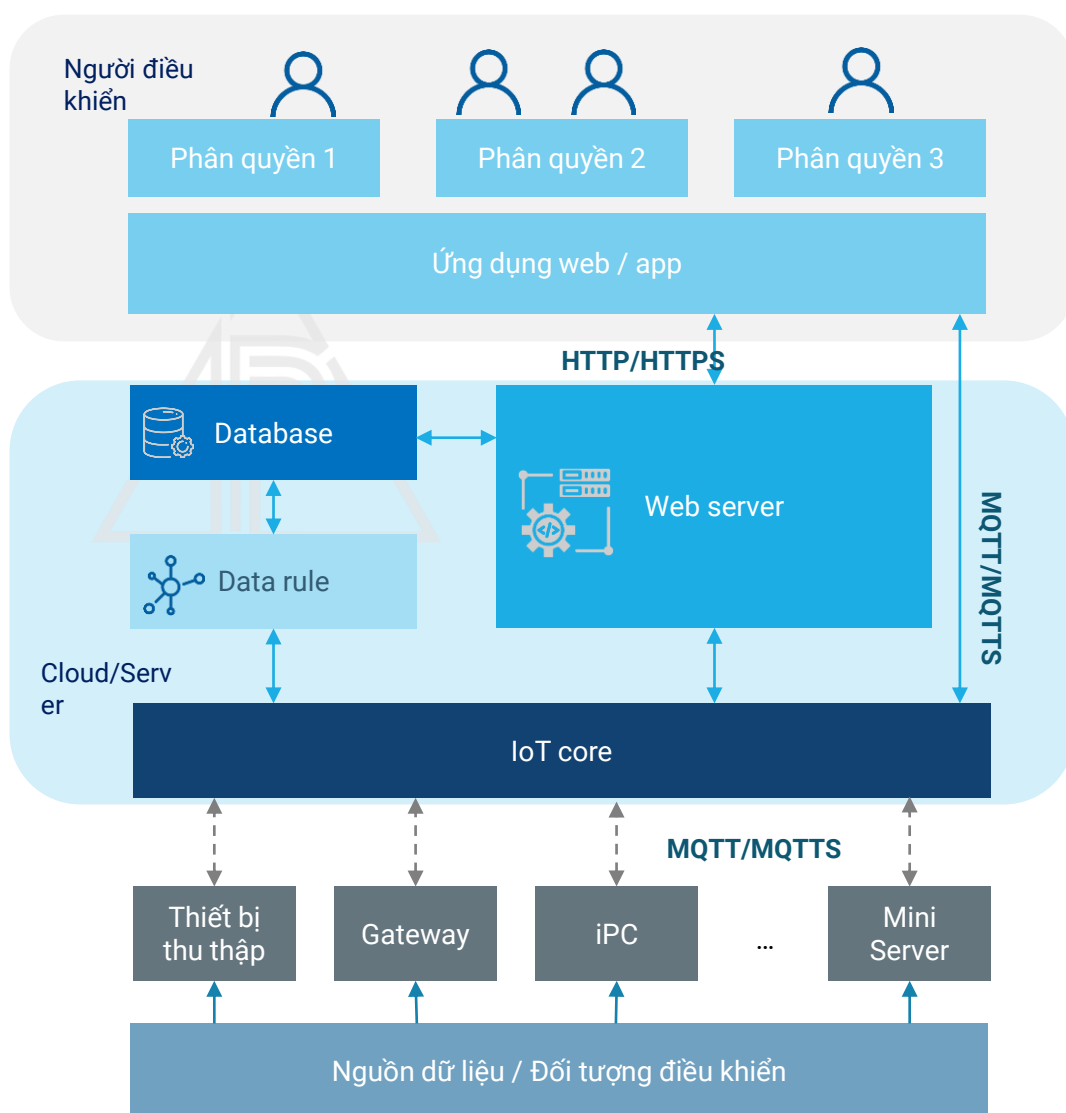 Người điều
khiển
Phân quyền 1
Phân quyền 2
Phân quyền 3
Ứng dụng web / app
HTTP/HTTPS
Database
Web server
MQTT/MQTTS
Data rule
Cloud/Serv
er
IoT core
MQTT/MQTTS
Thiết bị
thu thập
Gateway
iPC
...
Mini
Server
Nguồn dữ liệu / Đối tượng điều khiển